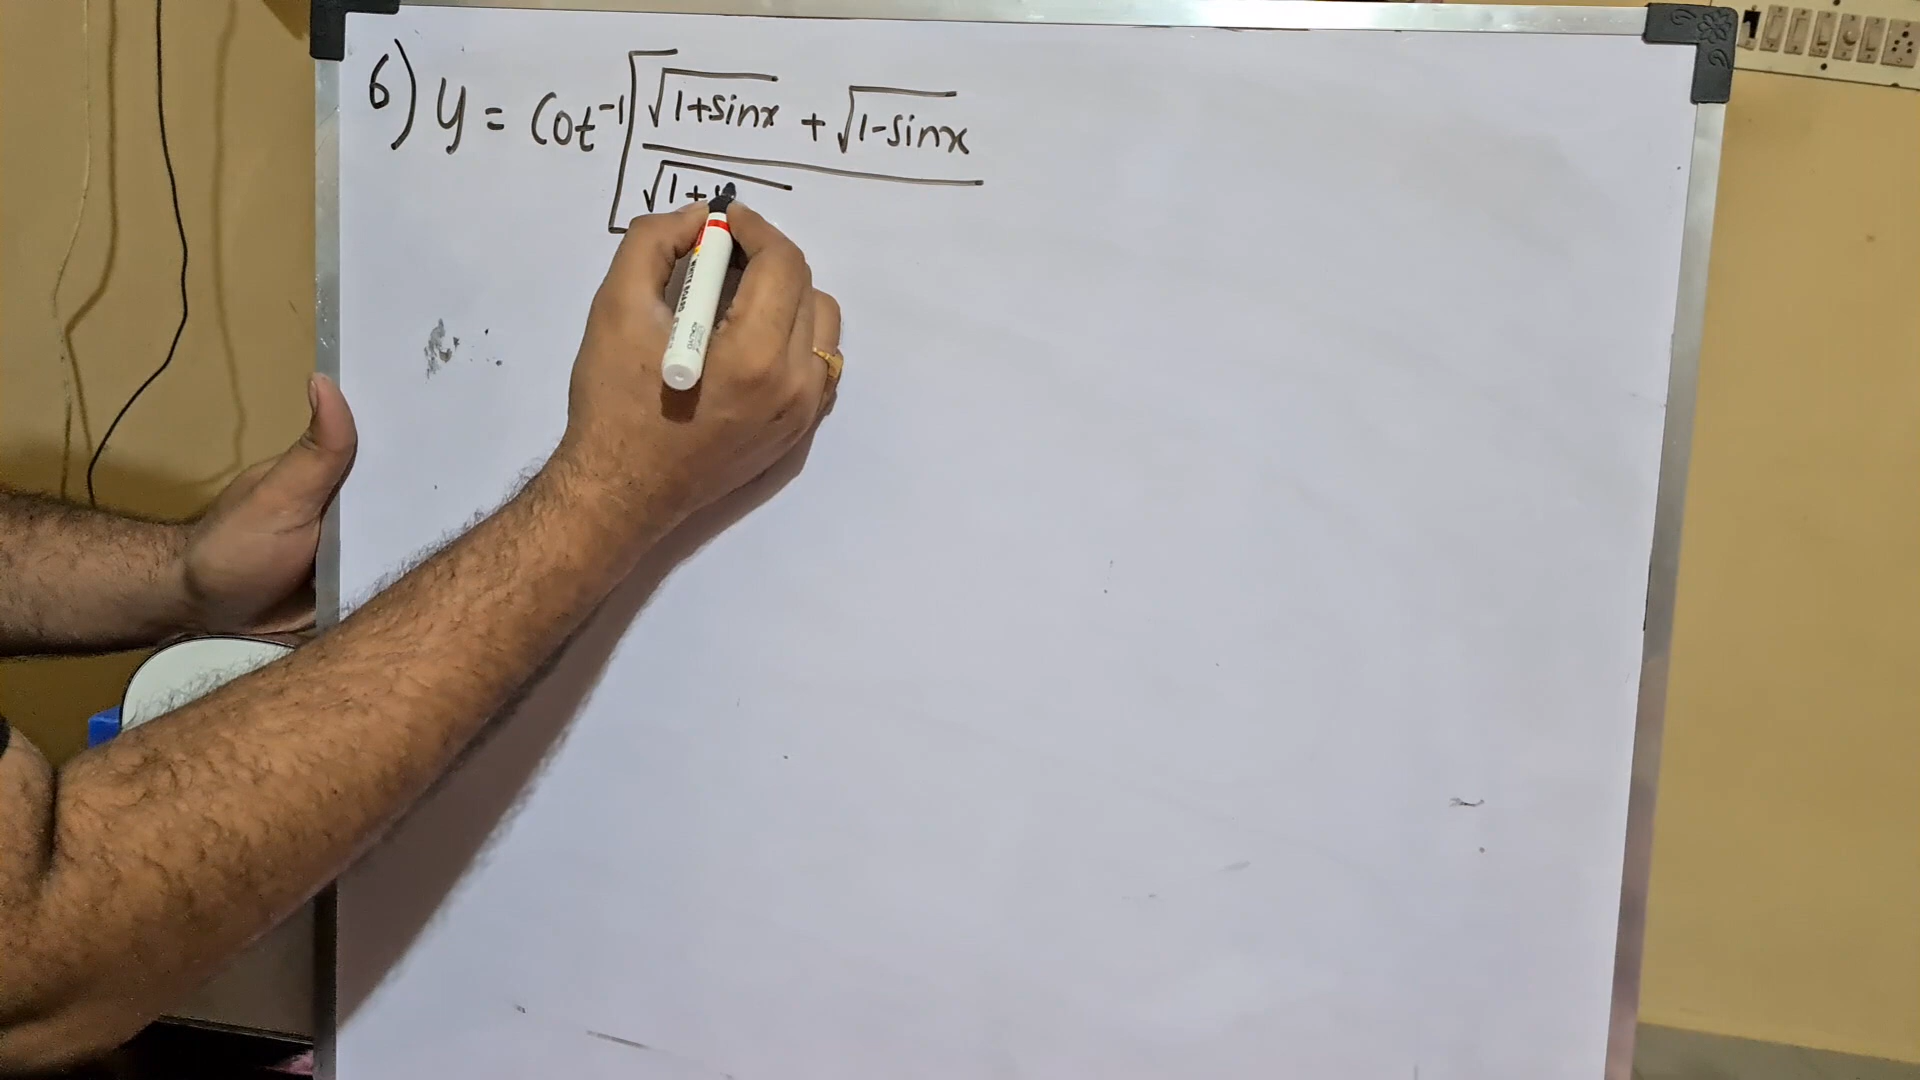 6) y = Cot⁻¹[ √1+sinx + √1-sinx
√1+